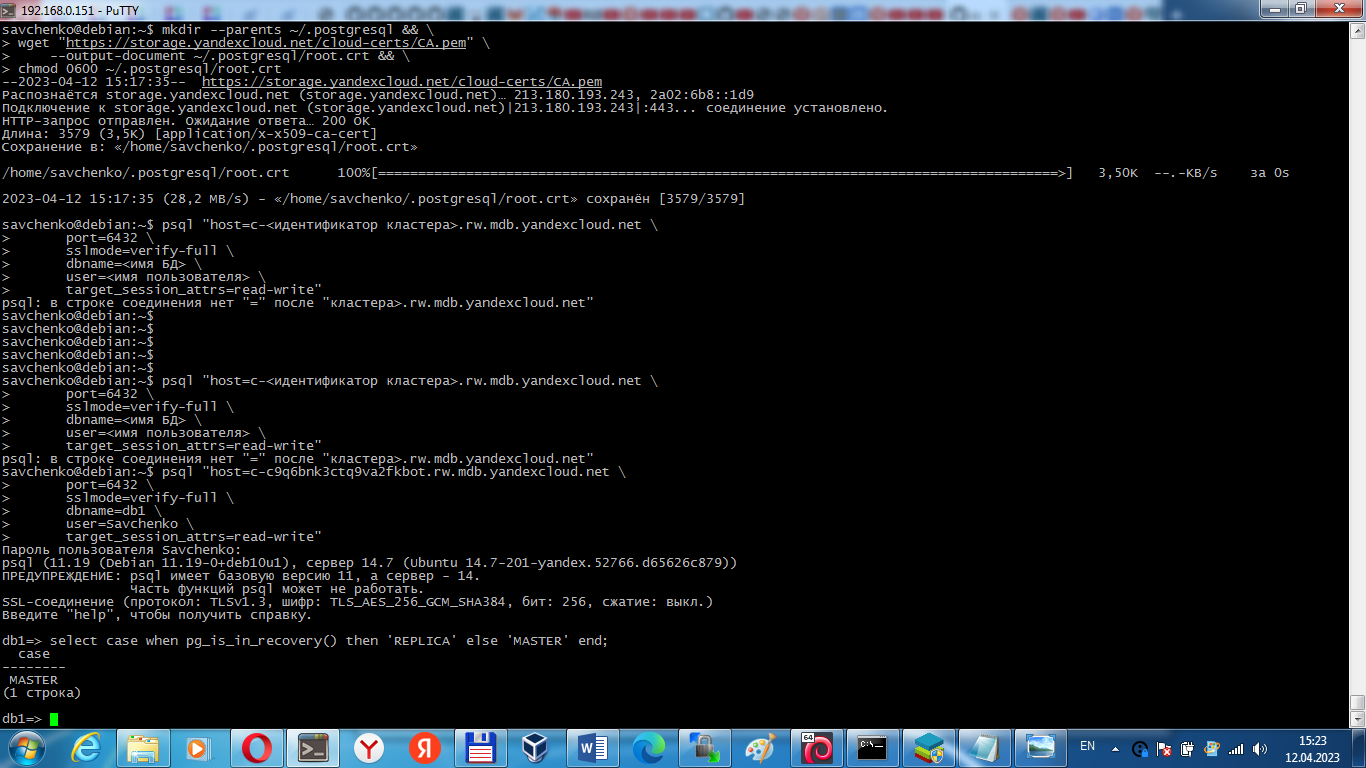 192.168.0.151 - PuTTY
savchenko@debian:~$ mkdir --parents ~/.postgresql && \
> wget "https://storage.yandexcloud.net/cloud-certs/CA.pem" \
>     --output-document ~/.postgresql/root.crt && \
> chmod 0600 ~/.postgresql/root.crt
--2023-04-12 15:17:35--  https://storage.yandexcloud.net/cloud-certs/CA.pem
Распознаётся storage.yandexcloud.net (storage.yandexcloud.net)… 213.180.193.243, 2a02:6b8::1d9
Подключение к storage.yandexcloud.net (storage.yandexcloud.net)|213.180.193.243|:443... соединение установлено.
HTTP-запрос отправлен. Ожидание ответа… 200 OK
Длина: 3579 (3,5K) [application/x-x509-ca-cert]
Сохранение в: «/home/savchenko/.postgresql/root.crt»
/home/savchenko/.postgresql/root.crt      100%[=====================================================================================>]   3,50K  --.-KB/s    за 0s
2023-04-12 15:17:35 (28,2 MB/s) - «/home/savchenko/.postgresql/root.crt» сохранён [3579/3579]
savchenko@debian:~$ psql "host=c-<идентификатор кластера>.rw.mdb.yandexcloud.net \
>       port=6432 \
>       sslmode=verify-full \
>       dbname=<имя БД> \
>       user=<имя пользователя> \
>       target_session_attrs=read-write"
psql: в строке соединения нет "=" после "кластера>.rw.mdb.yandexcloud.net"
savchenko@debian:~$
savchenko@debian:~$
savchenko@debian:~$
savchenko@debian:~$
savchenko@debian:~$
savchenko@debian:~$ psql "host=c-<идентификатор кластера>.rw.mdb.yandexcloud.net \
>       port=6432 \
>       sslmode=verify-full \
>       dbname=<имя БД> \
>       user=<имя пользователя> \
>       target_session_attrs=read-write"
psql: в строке соединения нет "=" после "кластера>.rw.mdb.yandexcloud.net"
savchenko@debian:~$ psql "host=c-c9q6bnk3ctq9va2fkbot.rw.mdb.yandexcloud.net \
>       port=6432 \
>       sslmode=verify-full \
>       dbname=db1 \
>       user=Savchenko \
>       target_session_attrs=read-write"
Пароль пользователя Savchenko:
psql (11.19 (Debian 11.19-0+deb10u1), сервер 14.7 (Ubuntu 14.7-201-yandex.52766.d65626c879))
ПРЕДУПРЕЖДЕНИЕ: psql имеет базовую версию 11, а сервер - 14.
                Часть функций psql может не работать.
SSL-соединение (протокол: TLSv1.3, шифр: TLS_AES_256_GCM_SHA384, бит: 256, сжатие: выкл.)
Введите "help", чтобы получить справку.
db1=> select case when pg_is_in_recovery() then 'REPLICA' else 'MASTER' end;
  case
--------
 MASTER
(1 строка)
db1=>
EN
15:23
12.04.2023